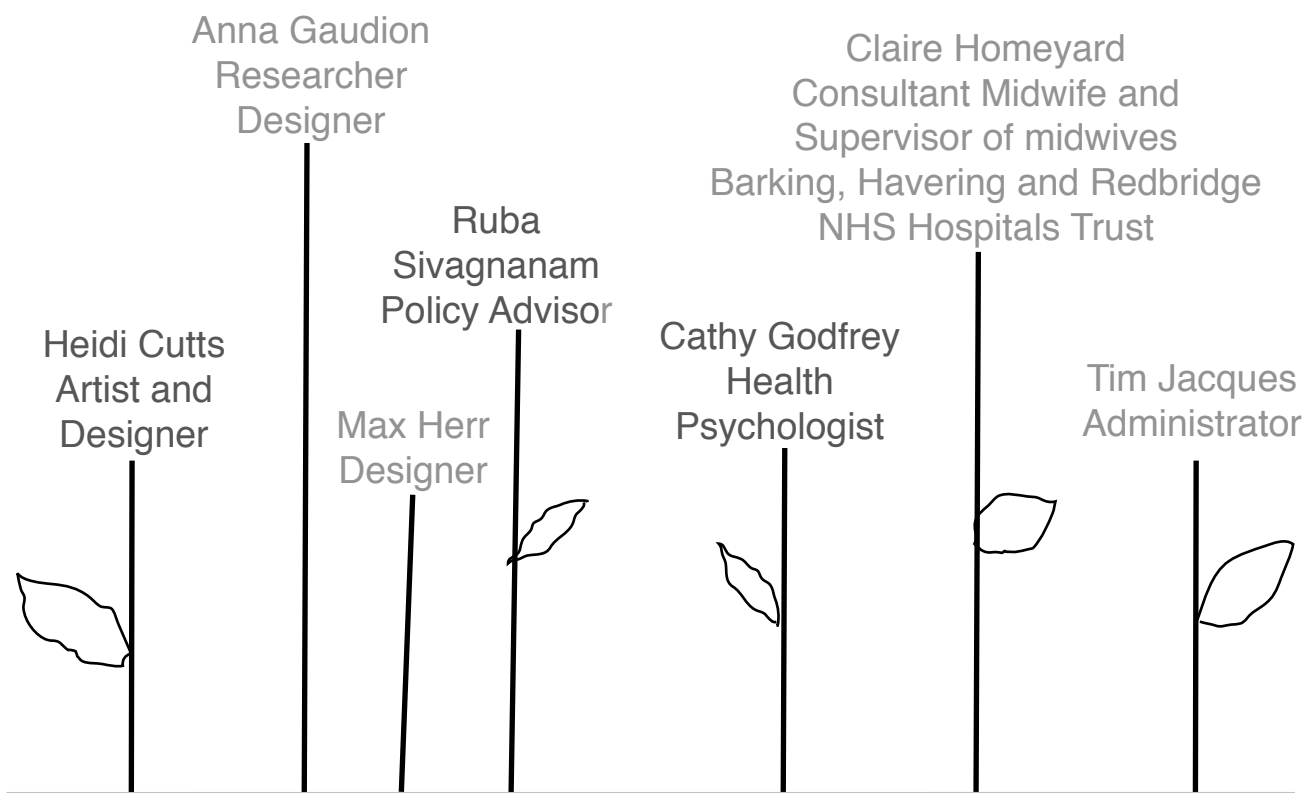 Anna Gaudion
Researcher
Designer
Claire Homeyard
Consultant Midwife and
Supervisor of midwives
Barking, Havering and Redbridge
NHS Hospitals Trust
Ruba
Sivagnanam
Policy Advisor
Heidi Cutts
Artist and
Designer
Max Herr
Designer
Cathy Godfrey
Health
Psychologist
Tim Jacques
Administrator